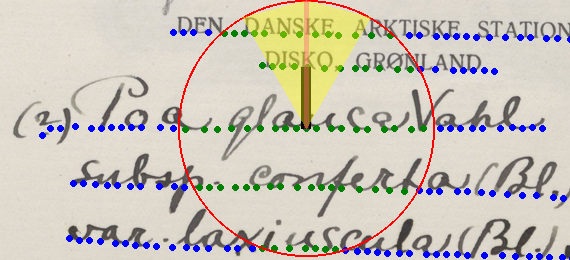 DEN DANSKE ARKTISKE STATION
DISKO, GRØNLAND.
(2) Poa glauca Vahl
subsp. conferta (Bl.)
var. laxiuscula (Bl.)